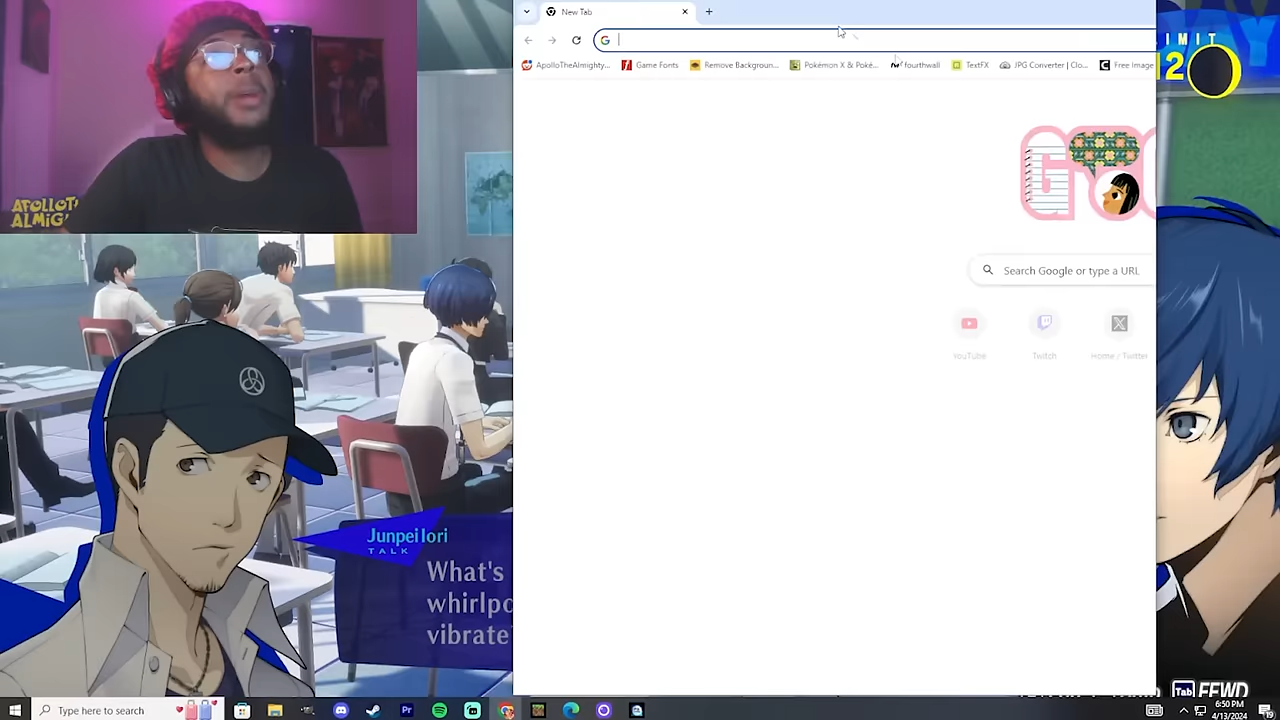 New Tab
ApolloTheAlmighty...
Game Fonts
Remove Backgroun...
Pokémon X & Poké...
fourthwall
TextFX
JPG Converter | Clo...
Free Image
Search Google or type a URL
YouTube
Twitch
Home / Twitter
APOLLOT
ALMIG
IMIT
12
Junpei Iori
TALK
What's
whirlpo
vibrate
Tab FFWD
Type here to search
6:50 PM
4/13/2024